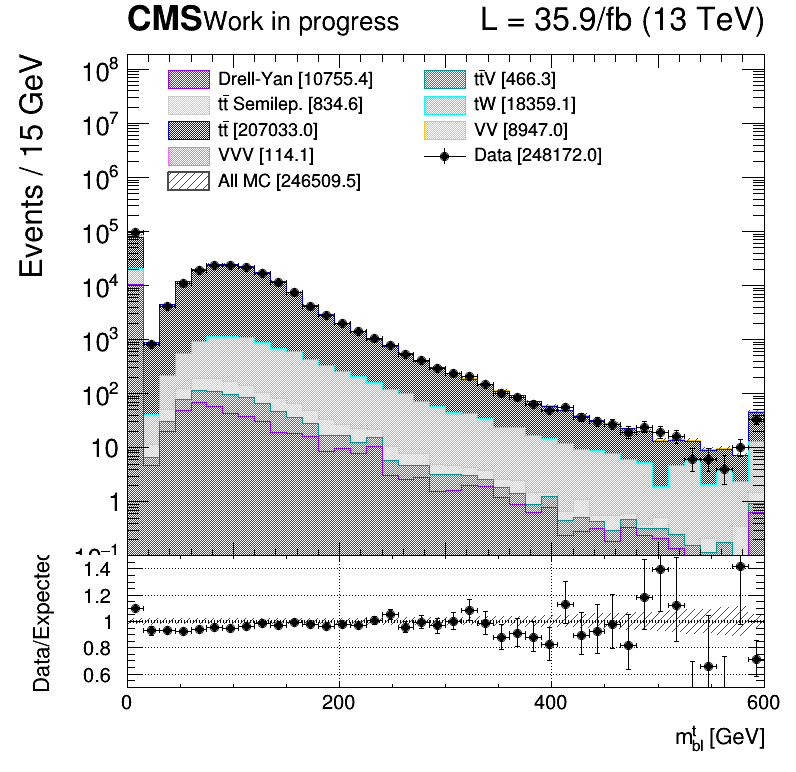 CMS Work in progress L = 35.9/fb (13 TeV)
Events / 15 GeV
10⁸
10⁷
10⁶
10⁵
10⁴
10³
10²
10
1
10⁻¹
Drell-Yan [10755.4]
tt̄V [466.3]
tt̄ Semilep. [834.6]
tW [18359.1]
tt̄ [207033.0]
VV [8947.0]
VVV [114.1]
Data [248172.0]
All MC [246509.5]
Data/Expected
1.4
1.2
1
0.8
0.6
0 200 400 600
mᵗbl [GeV]